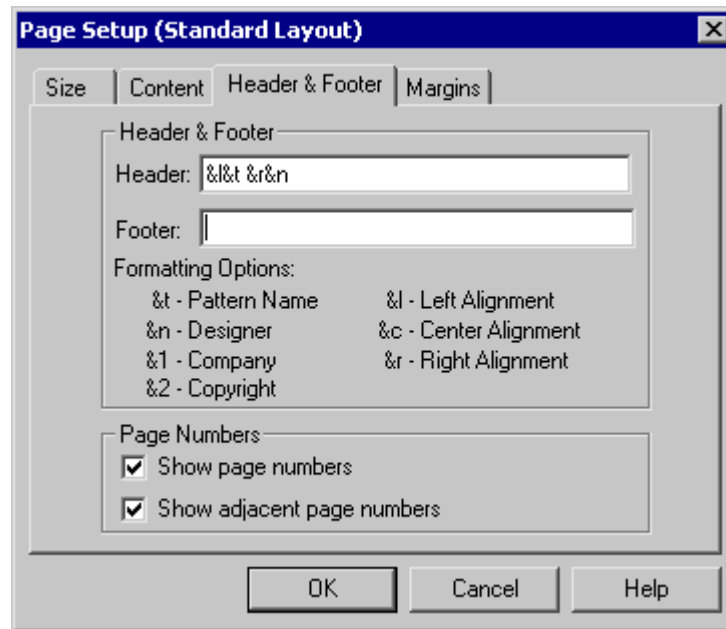 Page Setup (Standard Layout)
Size Content Header & Footer Margins
Header & Footer
Header: &l&t &r&n
Footer:
Formatting Options:
&t - Pattern Name &l - Left Alignment
&n - Designer &c - Center Alignment
&1 - Company &r - Right Alignment
&2 - Copyright
Page Numbers
Show page numbers
Show adjacent page numbers
OK Cancel Help